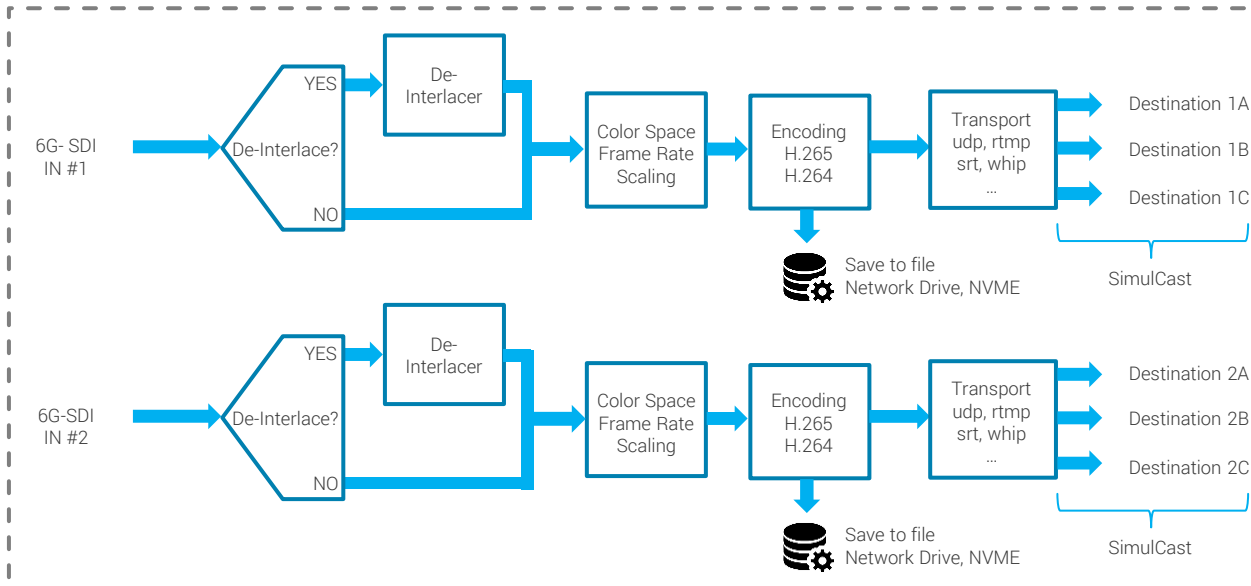 6G- SDI
IN #1
De-Interlace?
YES
NO
De-
Interlacer
Color Space
Frame Rate
Scaling
Encoding
H.265
H.264
Transport
udp, rtmp
srt, whip
...
Destination 1A
Destination 1B
Destination 1C
SimulCast
Save to file
Network Drive, NVME
6G-SDI
IN #2
De-Interlace?
YES
NO
De-
Interlacer
Color Space
Frame Rate
Scaling
Encoding
H.265
H.264
Transport
udp, rtmp
srt, whip
...
Destination 2A
Destination 2B
Destination 2C
SimulCast
Save to file
Network Drive, NVME